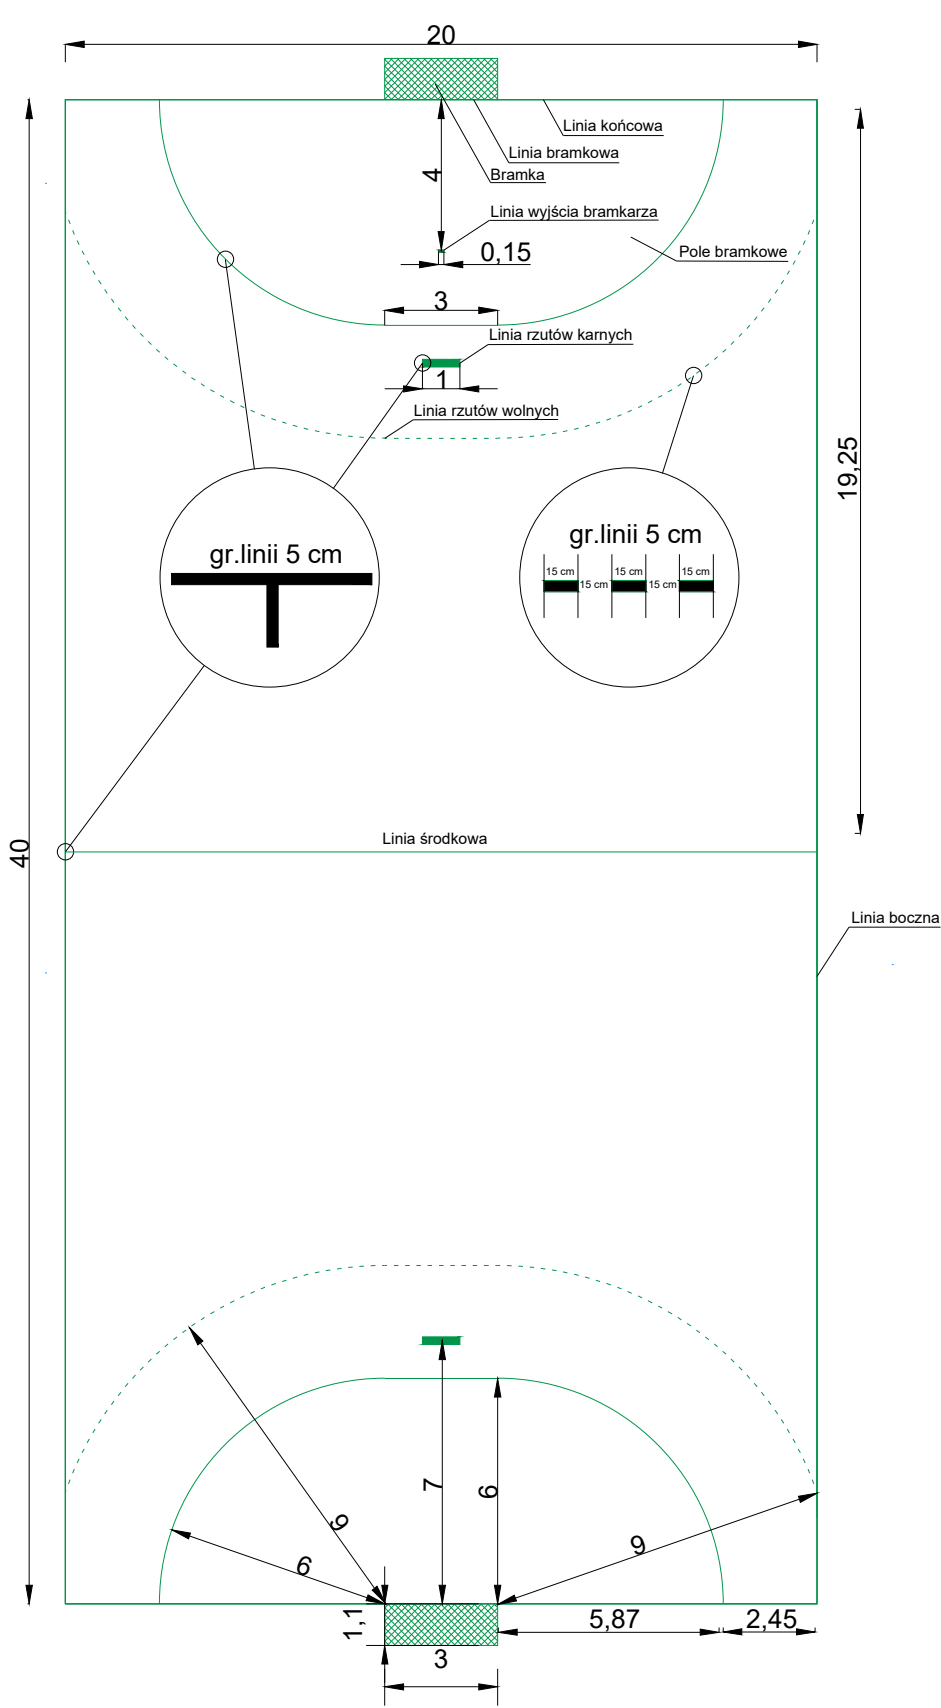 20
Linia końcowa
Linia bramkowa
Bramka
4
Linia wyjścia bramkarza
0,15
Pole bramkowe
3
Linia rzutów karnych
1
Linia rzutów wolnych
19,25
gr.linii 5 cm
gr.linii 5 cm
15 cm
15 cm
15 cm
15 cm
15 cm
Linia środkowa
40
Linia boczna
7
6
9
9
6
1,1
5,87
2,45
3